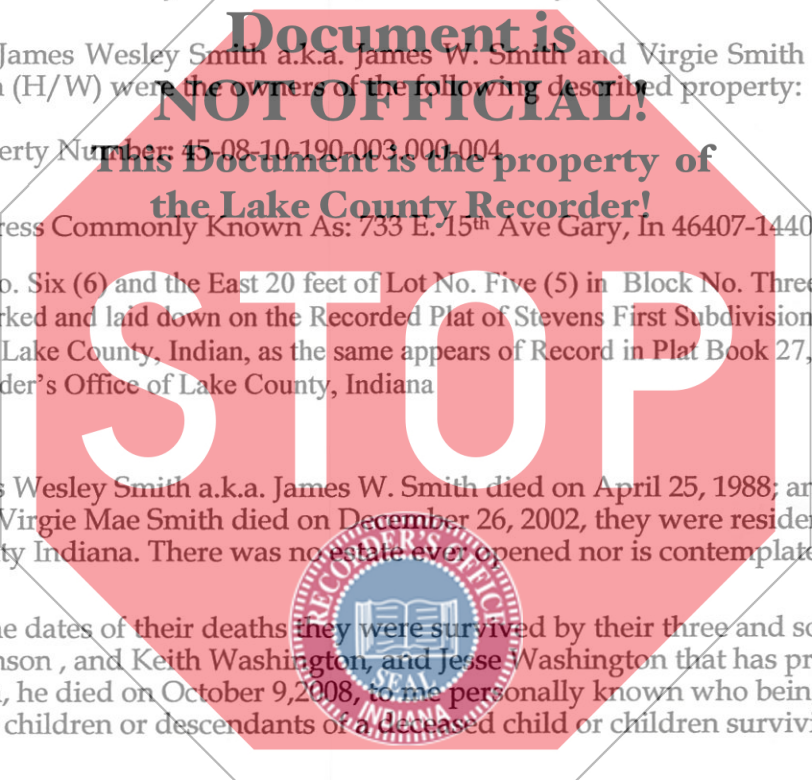 Document is
James Wesley Smith a.k.a. James W. Smith and Virgie Smith
(H/W) were the owners of the following described property:
NOT OFFICIAL!
erty Number: 45-08-10-190-003.000-004
This Document is the property of
the Lake County Recorder!
ress Commonly Known As: 733 E. 15th Ave Gary, In 46407-1440
o. Six (6) and the East 20 feet of Lot No. Five (5) in Block No. Three
rked and laid down on the Recorded Plat of Stevens First Subdivision
Lake County, Indian, as the same appears of Record in Plat Book 27,
der's Office of Lake County, Indiana
STOP
s Wesley Smith a.k.a. James W. Smith died on April 25, 1988; an
Virgie Mae Smith died on December 26, 2002, they were resider
ty Indiana. There was no estate ever opened nor is contemplate
RECORDER'S OFFICE
SEAL
INDIANA
e dates of their deaths they were survived by their three and so
nson , and Keith Washington, and Jesse Washington that has pr
, he died on October 9,2008, to me personally known who bein
children or descendants of a deceased child or children survivi